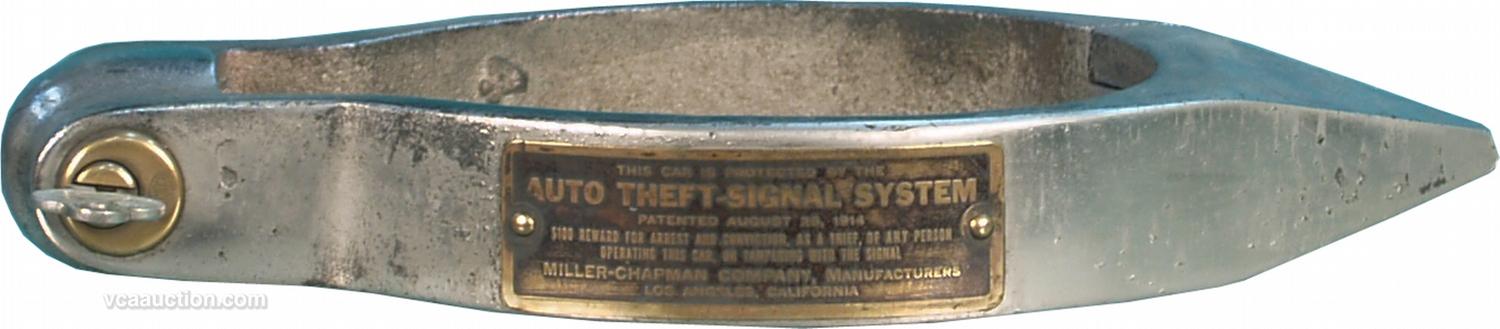 THIS CAR IS PROTECTED BY THE
AUTO THEFT-SIGNAL SYSTEM
PATENTED AUGUST 25, 1914
$100 REWARD FOR ARREST AND CONVICTION, AS A THIEF, OF ANY PERSON
OPERATING THIS CAR, OR TAMPERING WITH THE SIGNAL
MILLER-CHAPMAN COMPANY, MANUFACTURERS
LOS ANGELES, CALIFORNIA
vcaauction.com